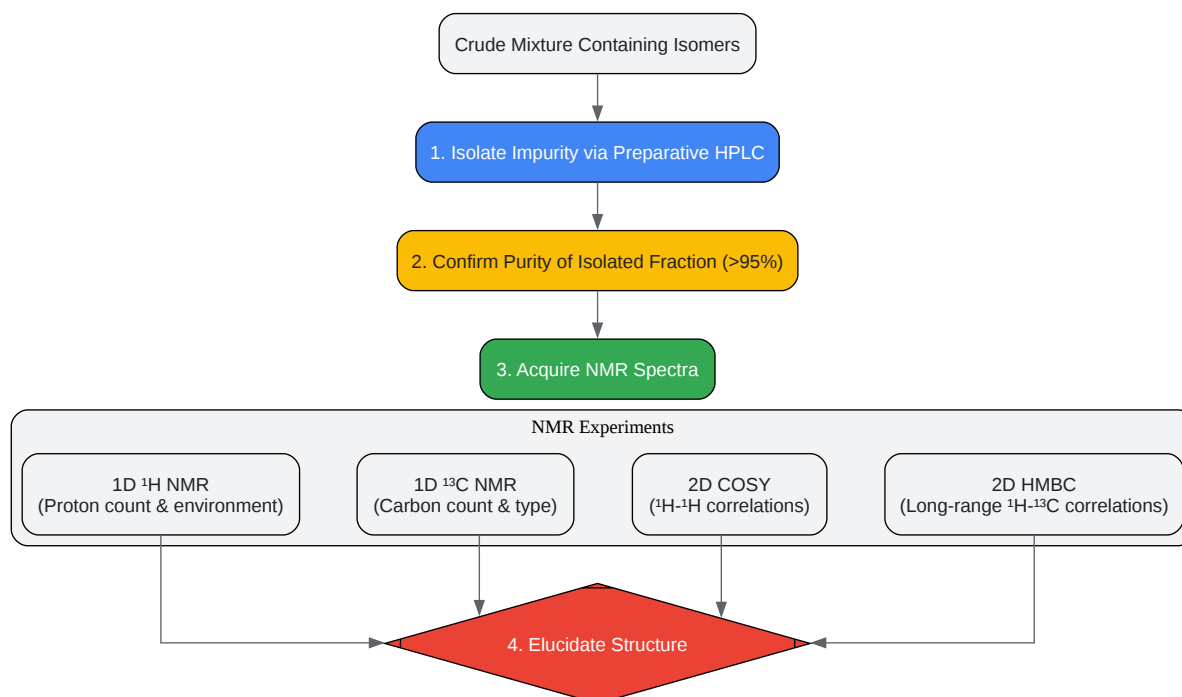 Crude Mixture Containing Isomers
1. Isolate Impurity via Preparative HPLC
2. Confirm Purity of Isolated Fraction (>95%)
3. Acquire NMR Spectra
NMR Experiments
1D ¹H NMR
(Proton count & environment)
1D ¹³C NMR
(Carbon count & type)
2D COSY
(¹H-¹H correlations)
2D HMBC
(Long-range ¹H-¹³C correlations)
4. Elucidate Structure